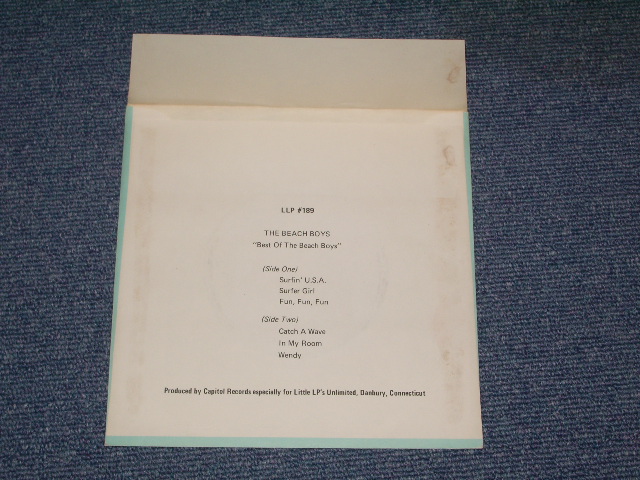 LLP #189
THE BEACH BOYS
"Best Of The Beach Boys"
(Side One)
Surfin' U.S.A.
Surfer Girl
Fun, Fun, Fun
(Side Two)
Catch A Wave
In My Room
Wendy
Produced by Capitol Records especially for Little LP's Unlimited, Danbury, Connecticut